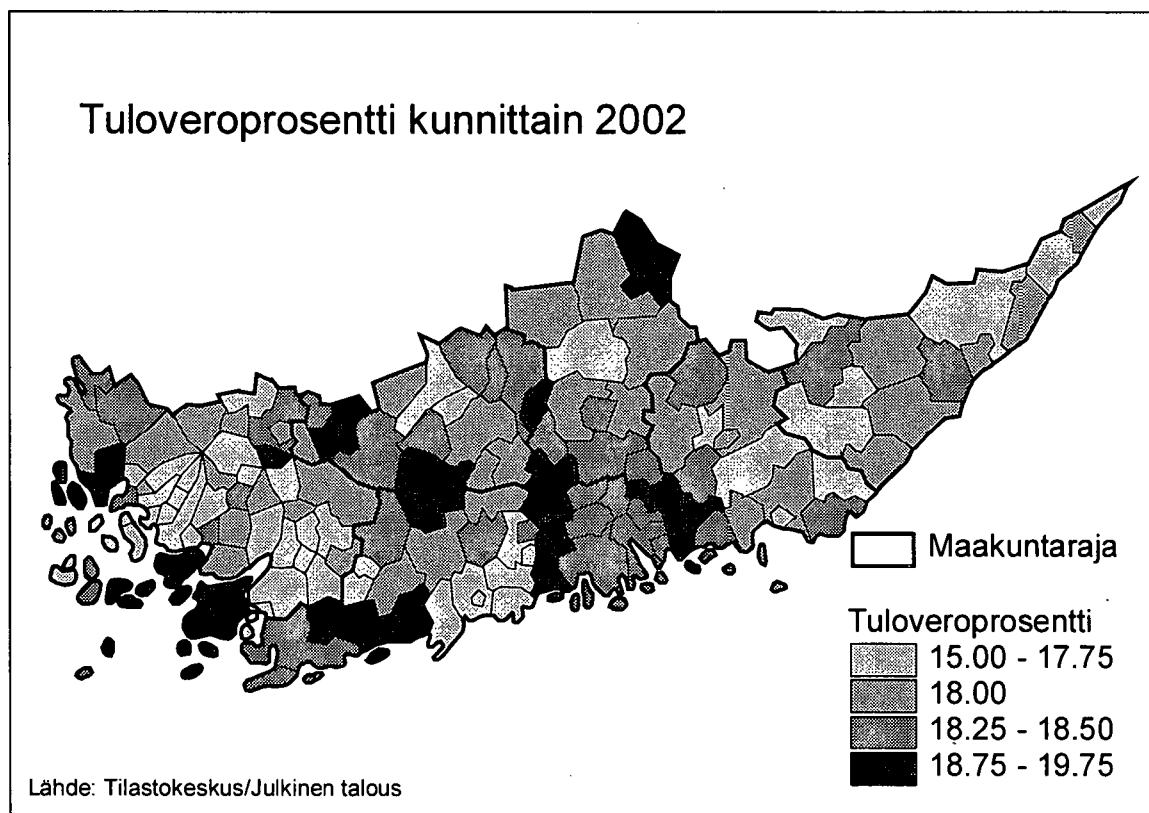 Tuloveroprosentti kunnittain 2002
Maakuntaraja
Tuloveroprosentti
15.00 - 17.75
18.00
18.25 - 18.50
18.75 - 19.75
Lähde: Tilastokeskus/Julkinen talous